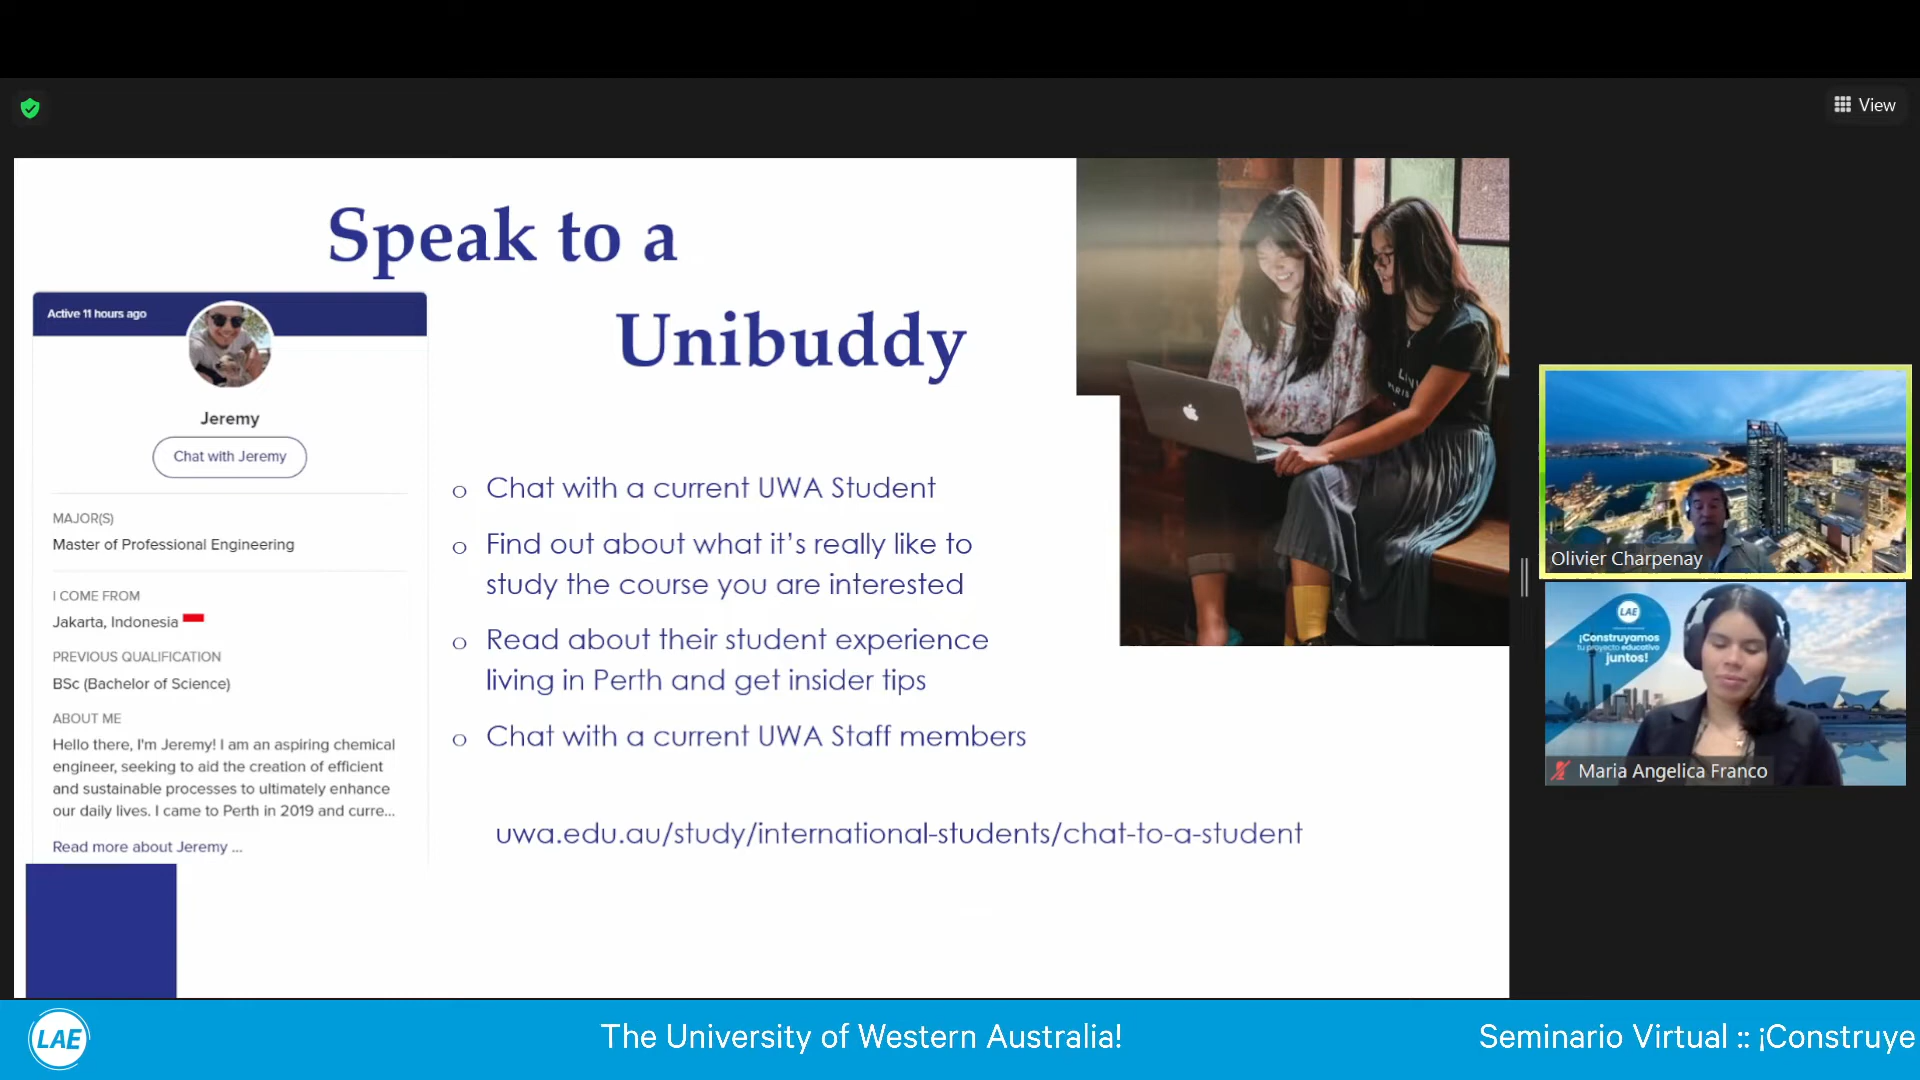 View
Speak to a
Unibuddy
Active 11 hours ago
Jeremy
Chat with Jeremy
MAJOR(S)
Master of Professional Engineering
I COME FROM
Jakarta, Indonesia
PREVIOUS QUALIFICATION
BSc (Bachelor of Science)
ABOUT ME
Hello there, I'm Jeremy! I am an aspiring chemical
engineer, seeking to aid the creation of efficient
and sustainable processes to ultimately enhance
our daily lives. I came to Perth in 2019 and curre...
Read more about Jeremy ...
o Chat with a current UWA Student
o Find out about what it's really like to
study the course you are interested
o Read about their student experience
living in Perth and get insider tips
o Chat with a current UWA Staff members
uwa.edu.au/study/international-students/chat-to-a-student
Olivier Charpenay
LAE
¡Construyamos
tu proyecto educativo
juntos!
Maria Angelica Franco
LAE
The University of Western Australia!
Seminario Virtual :: ¡Construye